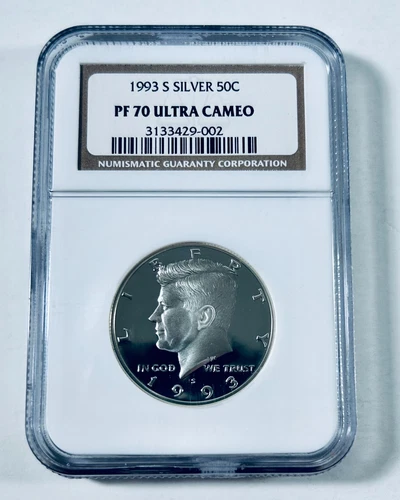 1993 S SILVER 50C
PF 70 ULTRA CAMEO
3133429-002
NUMISMATIC GUARANTY CORPORATION
LIBERTY
IN GOD WE TRUST
S
1993